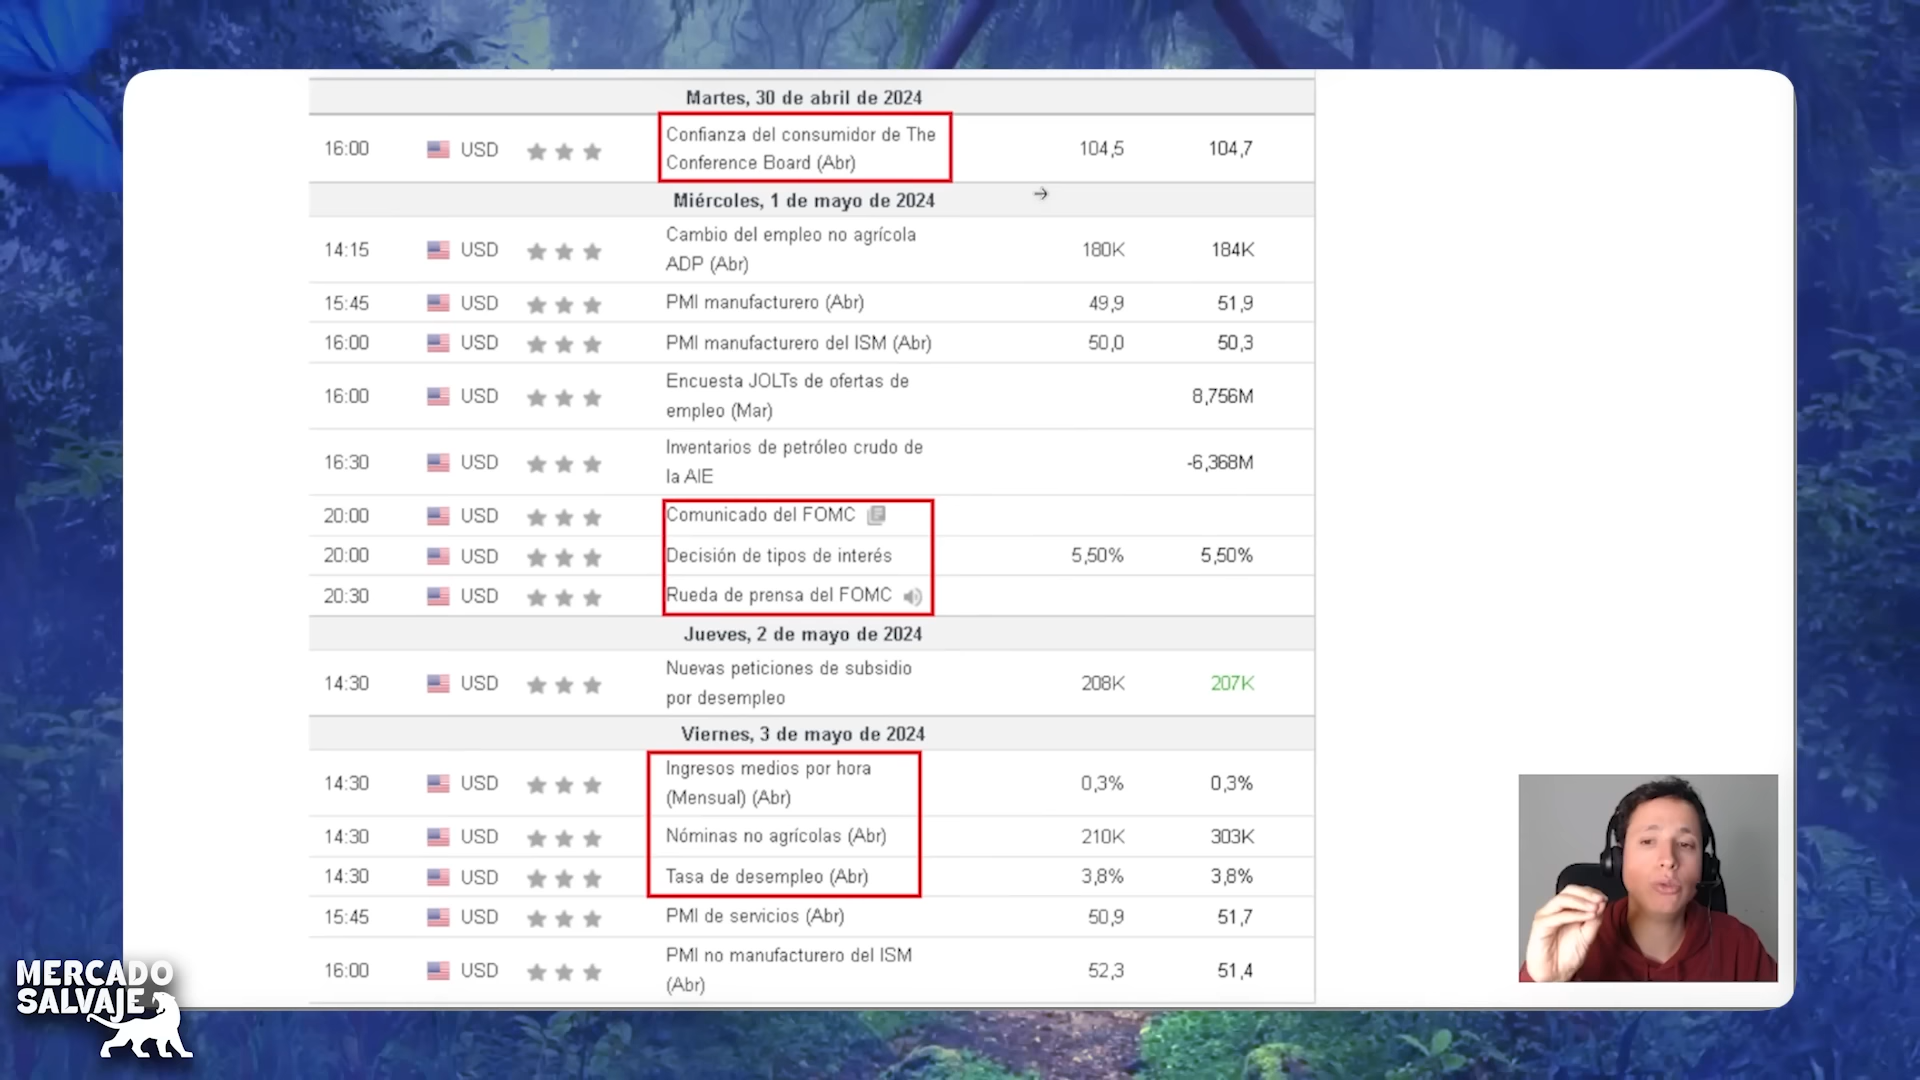 Martes, 30 de abril de 2024
16:00 USD Confianza del consumidor de The 104,5 104,7
Conference Board (Abr)
Miércoles, 1 de mayo de 2024
14:15 USD Cambio del empleo no agrícola 180K 184K
ADP (Abr)
15:45 USD PMI manufacturero (Abr) 49,9 51,9
16:00 USD PMI manufacturero del ISM (Abr) 50,0 50,3
16:00 USD Encuesta JOLTs de ofertas de 8,756M
empleo (Mar)
16:30 USD Inventarios de petróleo crudo de -6,368M
la AIE
20:00 USD Comunicado del FOMC
20:00 USD Decisión de tipos de interés 5,50% 5,50%
20:30 USD Rueda de prensa del FOMC
Jueves, 2 de mayo de 2024
14:30 USD Nuevas peticiones de subsidio 208K 207K
por desempleo
Viernes, 3 de mayo de 2024
14:30 USD Ingresos medios por hora 0,3% 0,3%
(Mensual) (Abr)
14:30 USD Nóminas no agrícolas (Abr) 210K 303K
14:30 USD Tasa de desempleo (Abr) 3,8% 3,8%
15:45 USD PMI de servicios (Abr) 50,9 51,7
16:00 USD PMI no manufacturero del ISM 52,3 51,4
(Abr)
MERCADO
SALVAJE